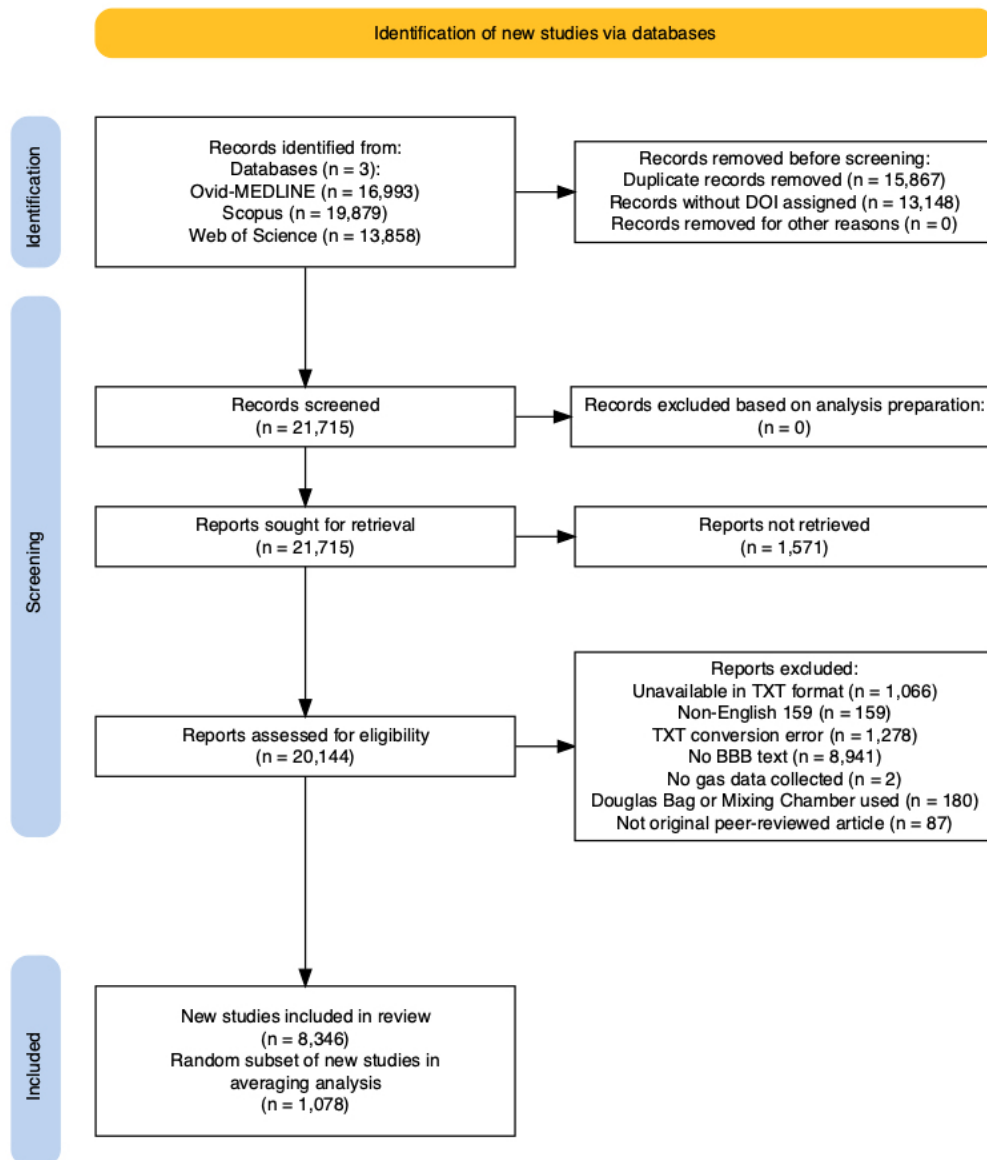 Identification of new studies via databases
Identification
Records identified from:
Databases (n = 3):
Ovid-MEDLINE (n = 16,993)
Scopus (n = 19,879)
Web of Science (n = 13,858)
Records removed before screening:
Duplicate records removed (n = 15,867)
Records without DOI assigned (n = 13,148)
Records removed for other reasons (n = 0)
Screening
Records screened
(n = 21,715)
Records excluded based on analysis preparation:
(n = 0)
Reports sought for retrieval
(n = 21,715)
Reports not retrieved
(n = 1,571)
Reports assessed for eligibility
(n = 20,144)
Reports excluded:
Unavailable in TXT format (n = 1,066)
Non-English 159 (n = 159)
TXT conversion error (n = 1,278)
No BBB text (n = 8,941)
No gas data collected (n = 2)
Douglas Bag or Mixing Chamber used (n = 180)
Not original peer-reviewed article (n = 87)
Included
New studies included in review
(n = 8,346)
Random subset of new studies in
averaging analysis
(n = 1,078)